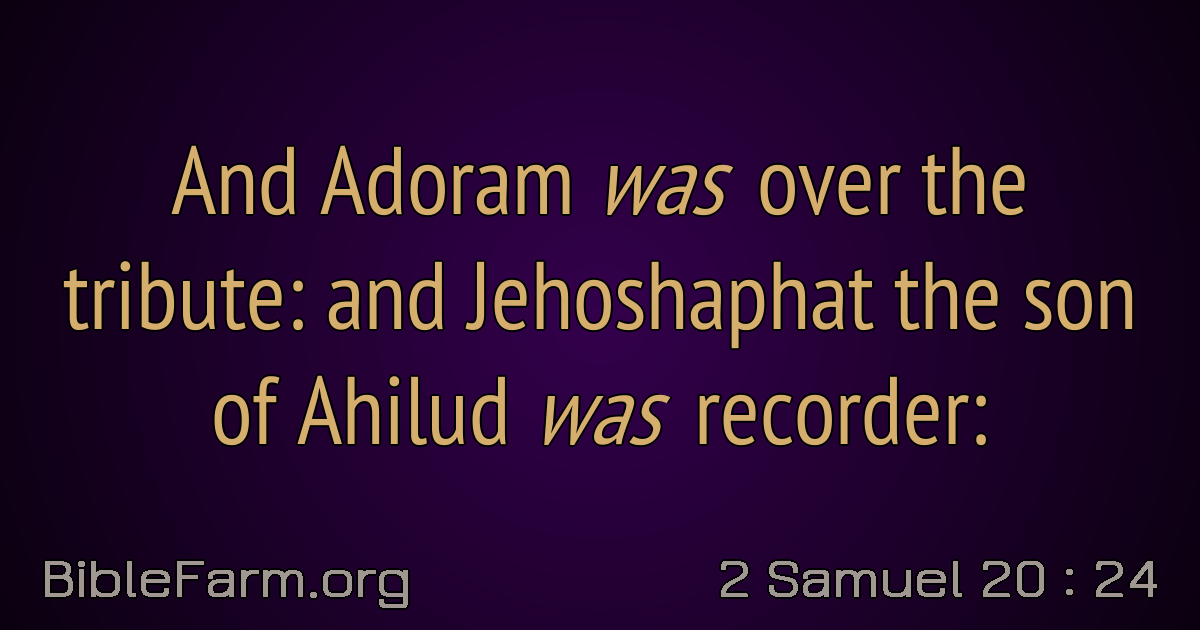 And Adoram was over the
tribute: and Jehoshaphat the son
of Ahilud was recorder:
BibleFarm.org
2 Samuel 20 : 24